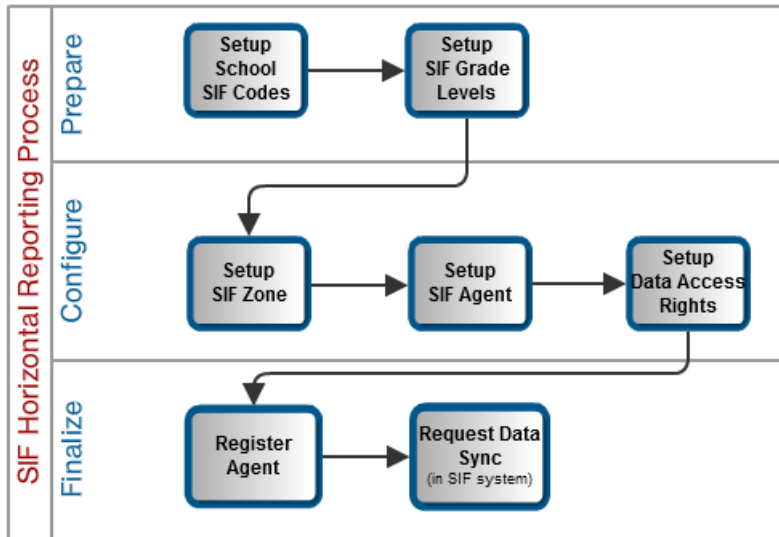 SIF Horizontal Reporting Process
Prepare
Setup
School
SIF Codes
Setup
SIF Grade
Levels
Configure
Setup
SIF Zone
Setup
SIF Agent
Setup
Data Access
Rights
Finalize
Register
Agent
Request Data
Sync
(in SIF system)